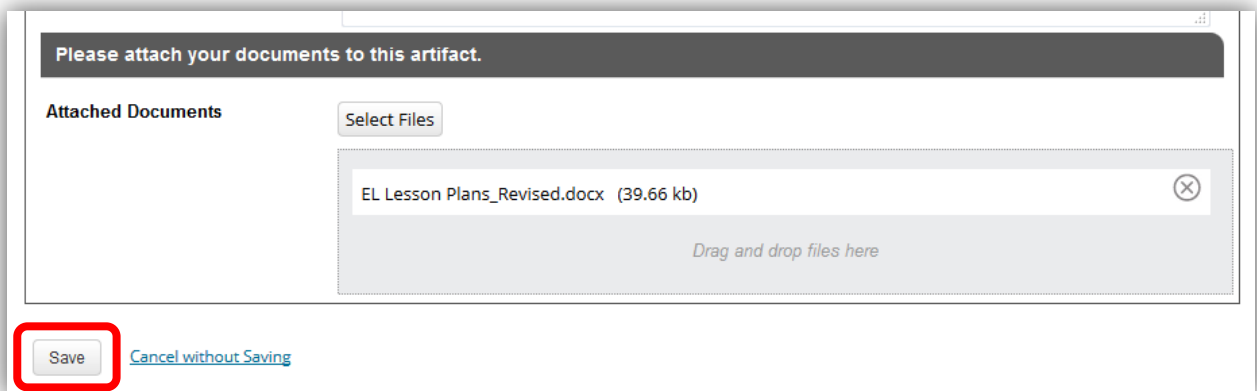 Please attach your documents to this artifact.
Attached Documents
Select Files
EL Lesson Plans_Revised.docx (39.66 kb)
Drag and drop files here
Save Cancel without Saving